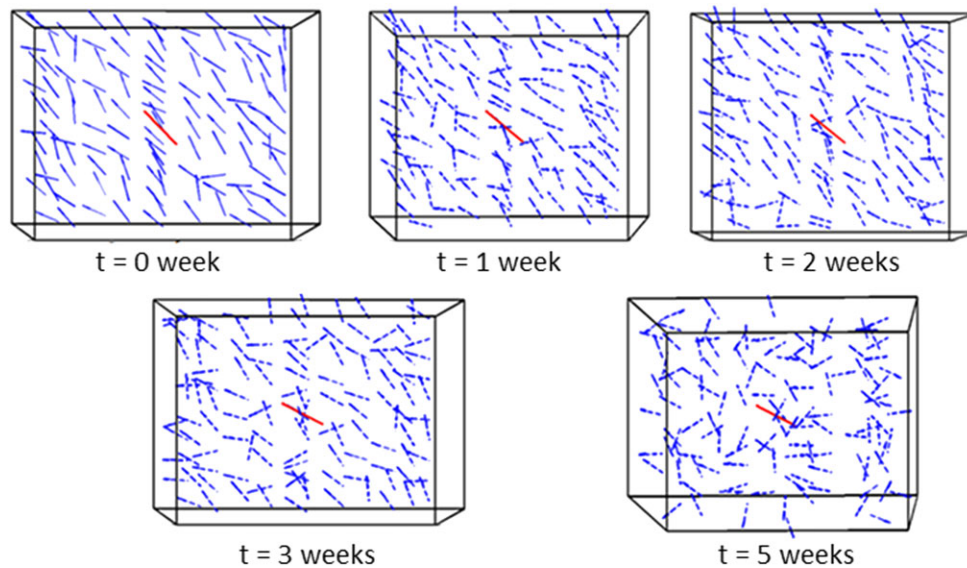 t = 0 week
t = 1 week
t = 2 weeks
t = 3 weeks
t = 5 weeks